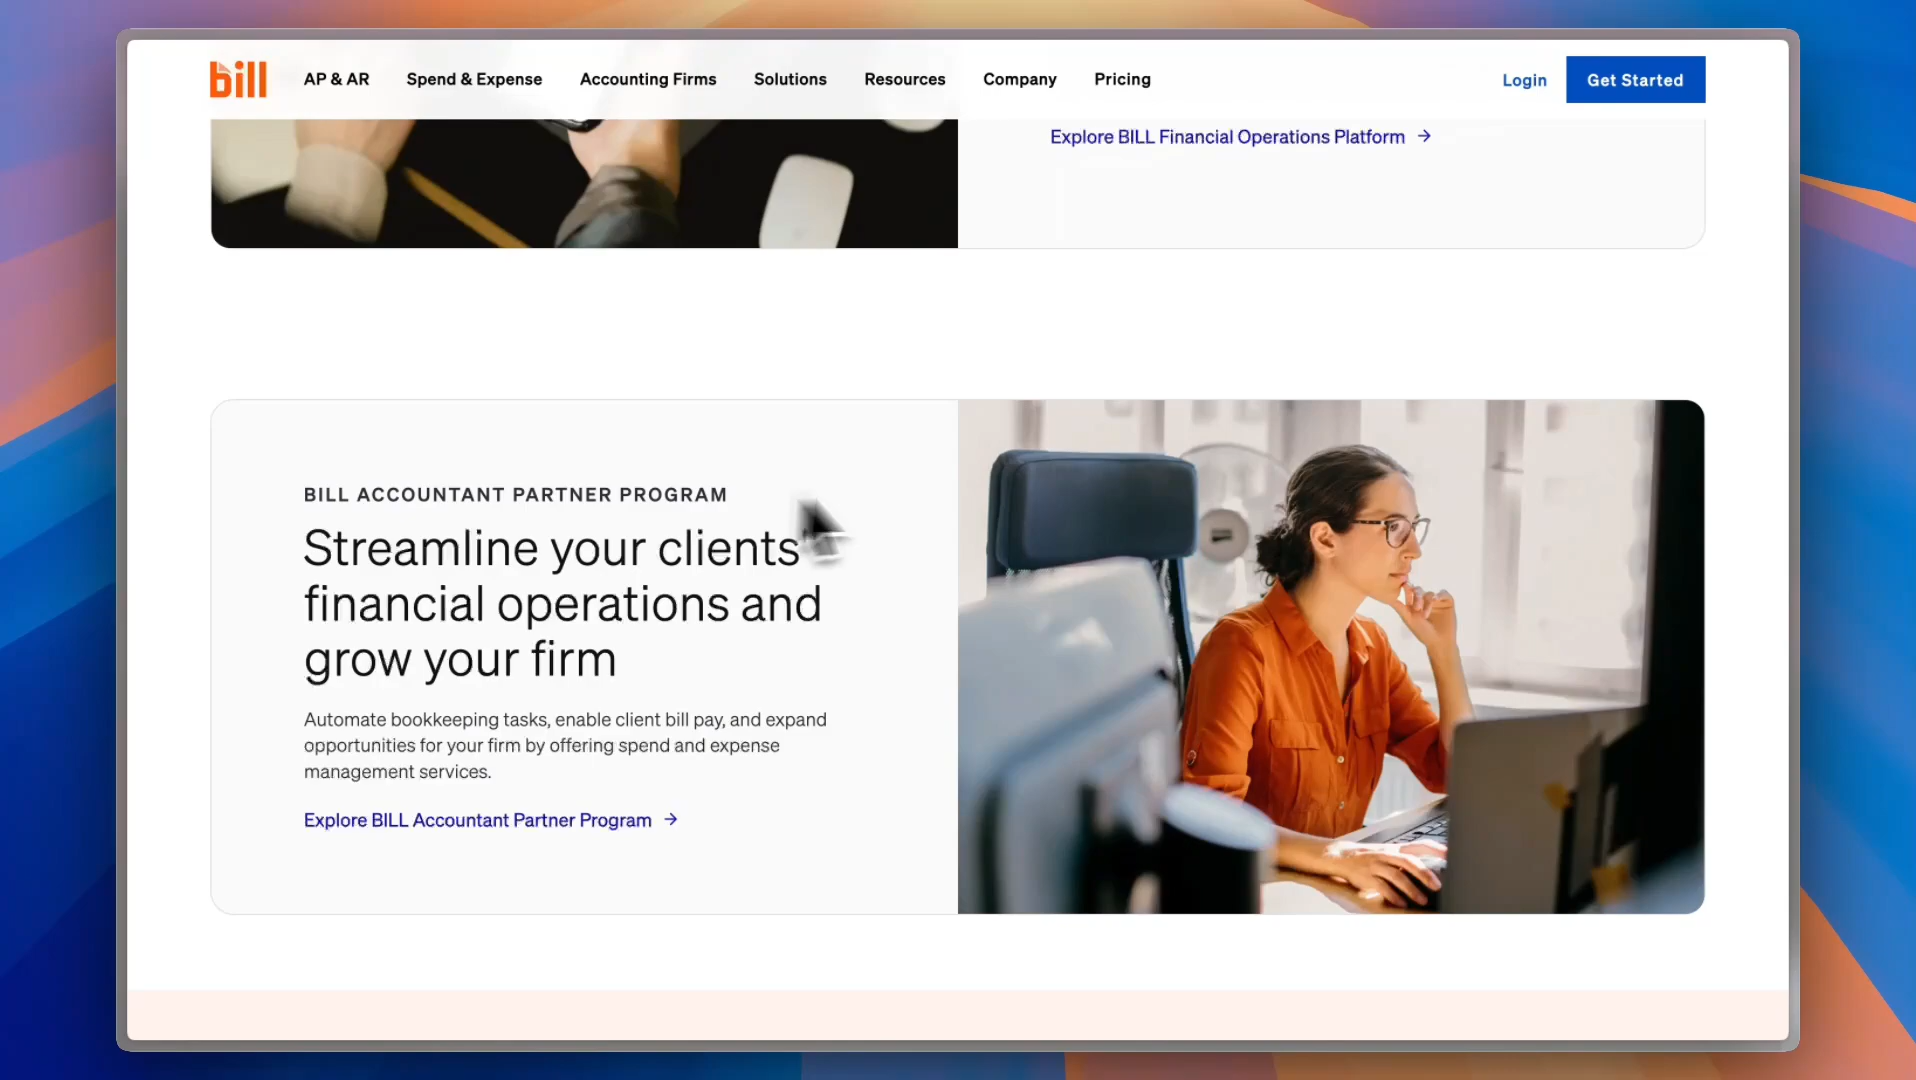 bill
AP & AR
Spend & Expense
Accounting Firms
Solutions
Resources
Company
Pricing
Login
Get Started
Explore BILL Financial Operations Platform →
BILL ACCOUNTANT PARTNER PROGRAM
Streamline your clients
financial operations and
grow your firm
Automate bookkeeping tasks, enable client bill pay, and expand
opportunities for your firm by offering spend and expense
management services.
Explore BILL Accountant Partner Program →